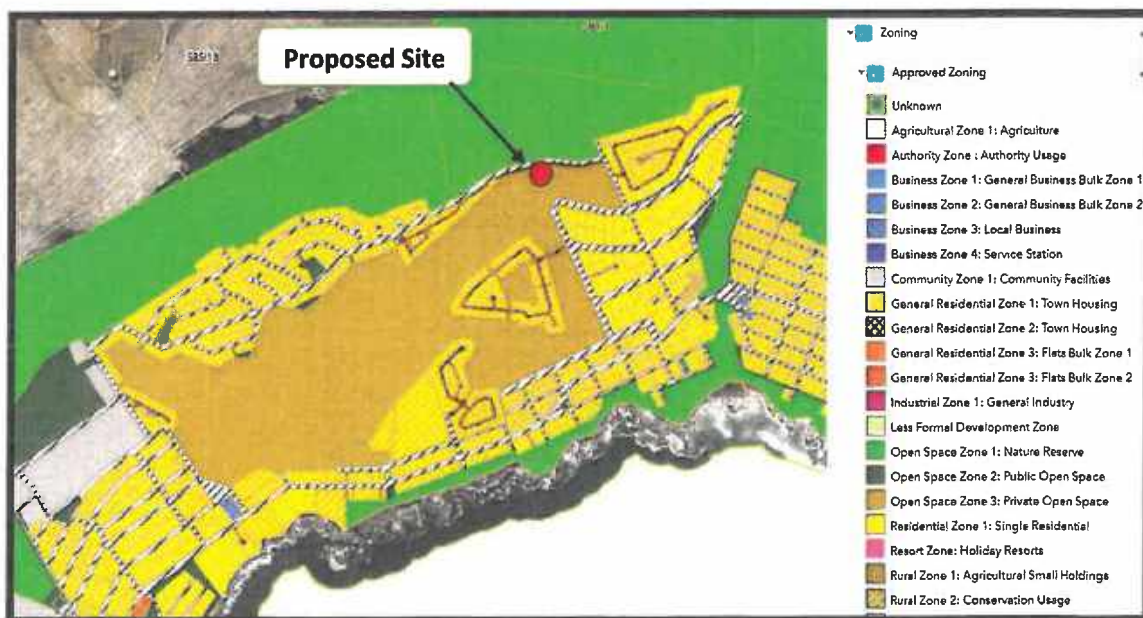 Proposed Site
Zoning
Approved Zoning
Unknown
Agricultural Zone 1: Agriculture
Authority Zone : Authority Usage
Business Zone 1: General Business Bulk Zone 1
Business Zone 2: General Business Bulk Zone 2
Business Zone 3: Local Business
Business Zone 4: Service Station
Community Zone 1: Community Facilities
General Residential Zone 1: Town Housing
General Residential Zone 2: Town Housing
General Residential Zone 3: Flats Bulk Zone 1
General Residential Zone 3: Flats Bulk Zone 2
Industrial Zone 1: General Industry
Less Formal Development Zone
Open Space Zone 1: Nature Reserve
Open Space Zone 2: Public Open Space
Open Space Zone 3: Private Open Space
Residential Zone 1: Single Residential
Resort Zone: Holiday Resorts
Rural Zone 1: Agricultural Small Holdings
Rural Zone 2: Conservation Usage